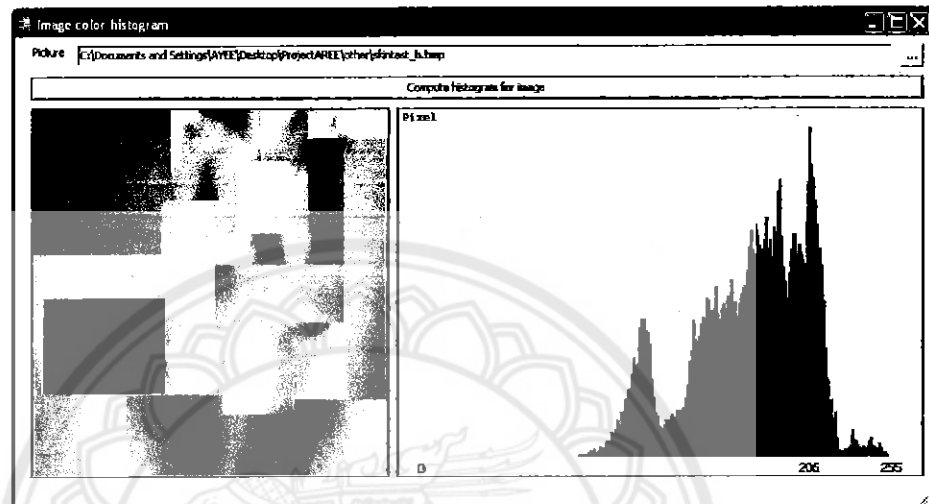 Image color histogram
Picture C:\Documents and Settings\AYEE\Desktop\ProjectAREE\other\skintest_b.bmp ...
Compute histogram for image
Pixel
0 206 255